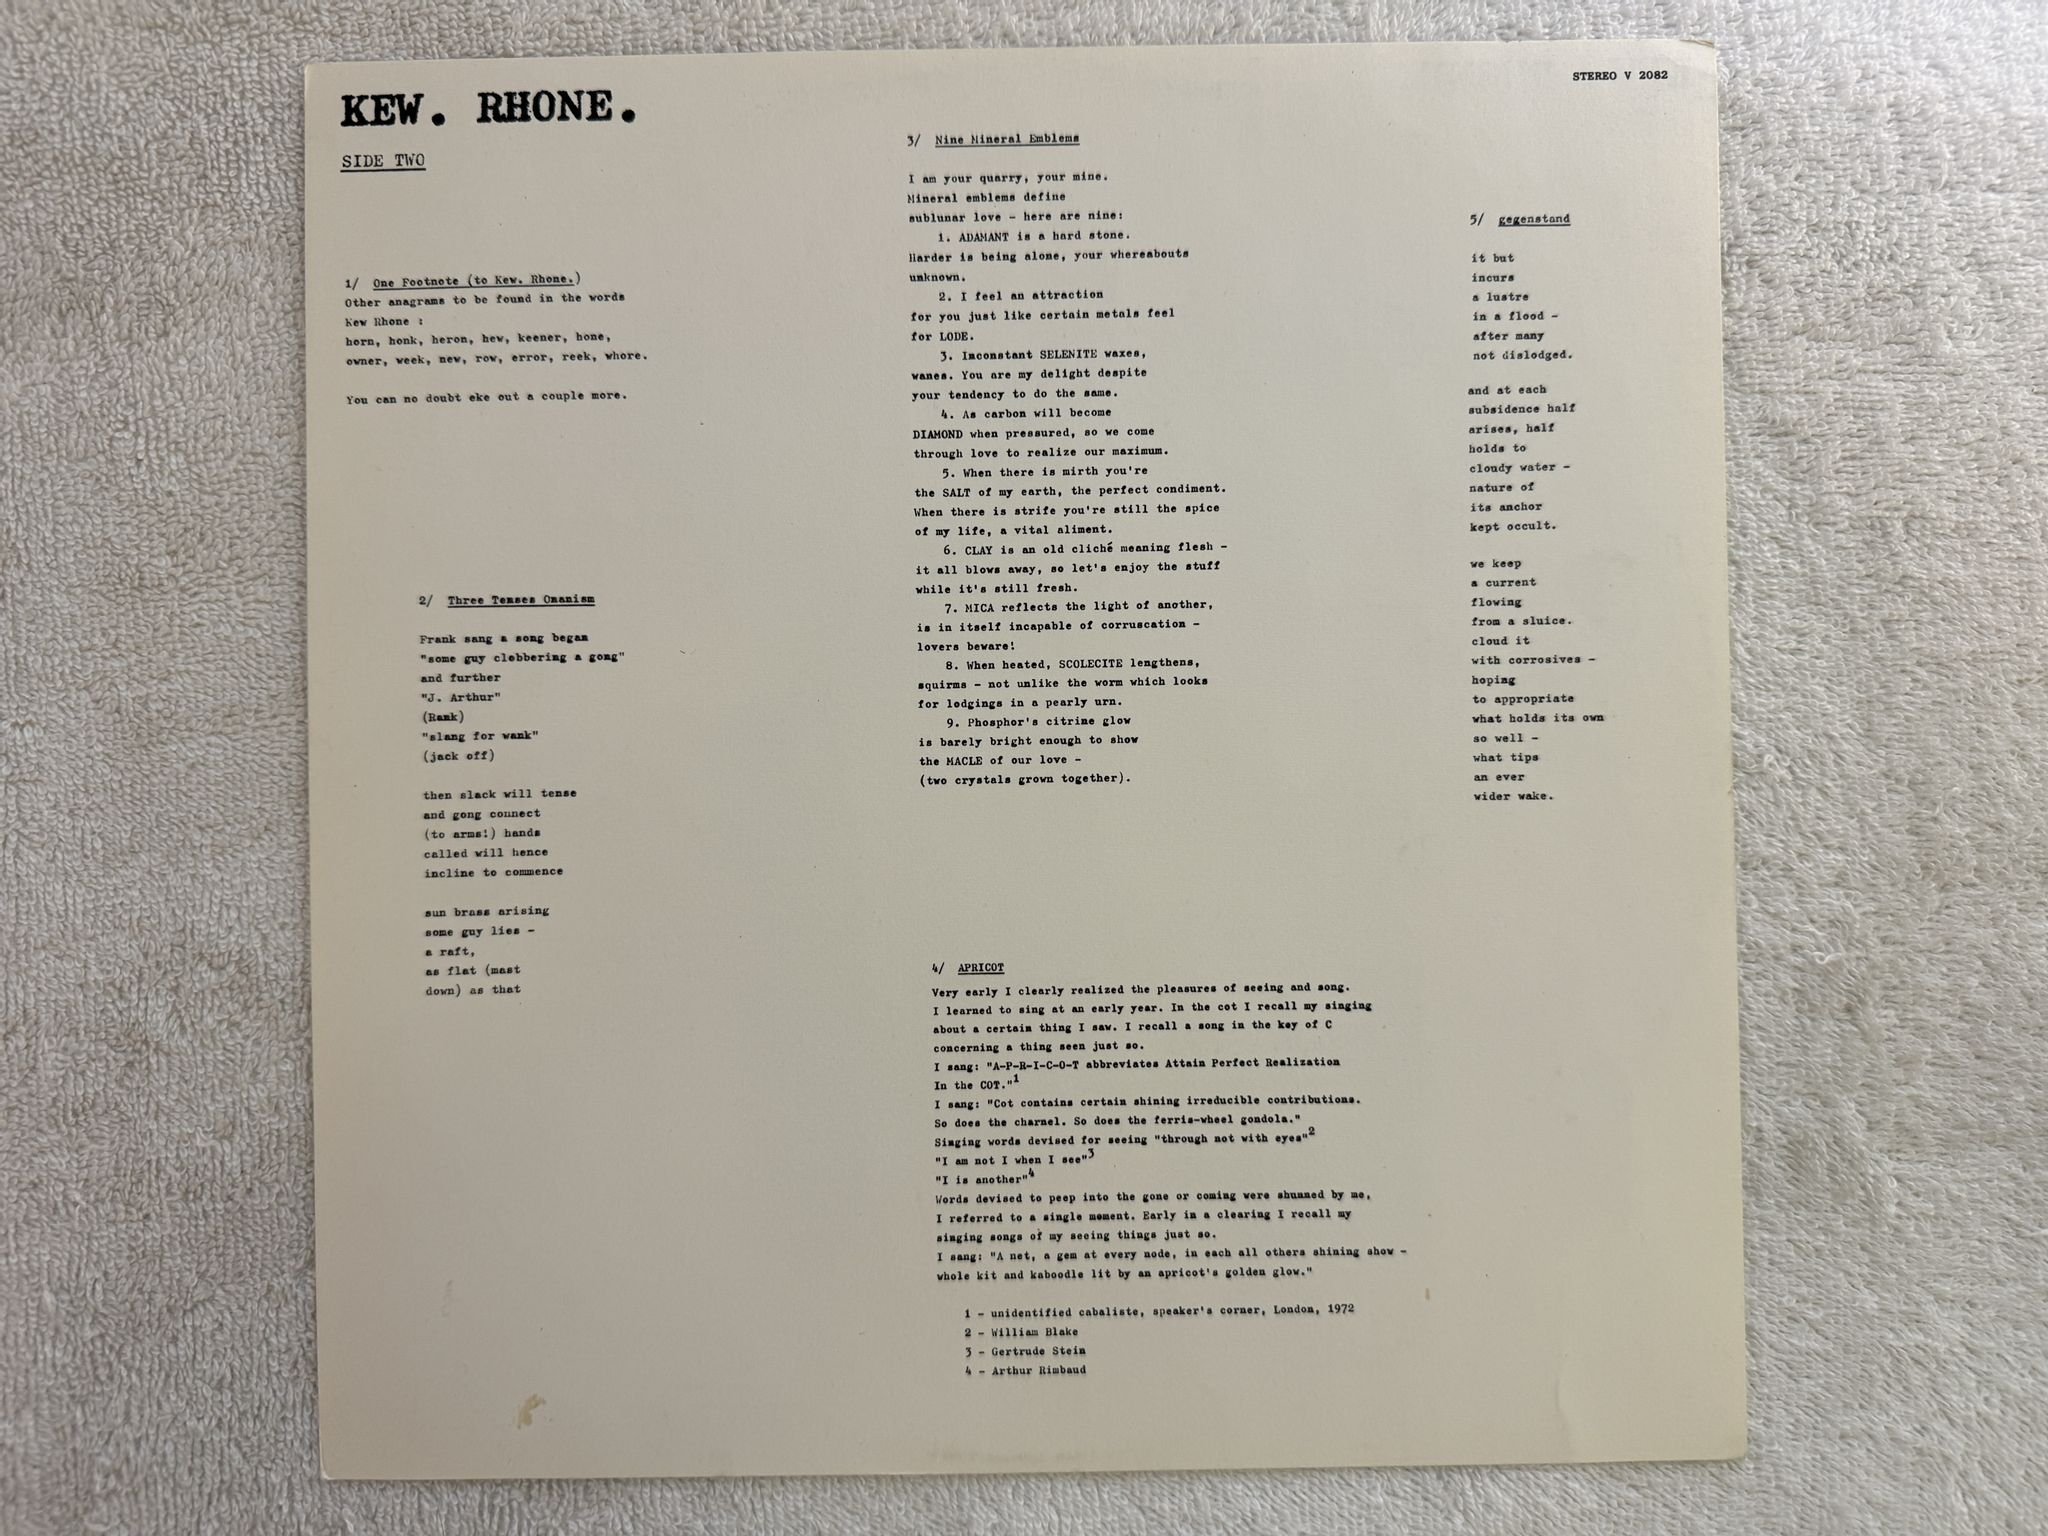 KEW. RHONE.
SIDE TWO
1/ One Footnote (to Kew. Rhone.)
Other anagrams to be found in the words
Kew Rhone :
horn, honk, heron, hew, keener, hone,
owner, week, new, row, error, reek, whore.
You can no doubt eke out a couple more.
2/ Three Tenses Onanism
Frank sang a song began
"some guy clobbering a gong"
and further
"J. Arthur"
(Rank)
"slang for wank"
(jack off)
then slack will tense
and gong connect
(to arms!) hands
called will hence
incline to commence
sun brass arising
some guy lies -
a raft,
as flat (mast
down) as that
3/ Nine Mineral Emblems
I am your quarry, your mine.
Mineral emblems define
sublunar love - here are nine:
1. ADAMANT is a hard stone.
Harder is being alone, your whereabouts
unknown.
2. I feel an attraction
for you just like certain metals feel
for LODE.
3. Inconstant SELENITE waxes,
wanes. You are my delight despite
your tendency to do the same.
4. As carbon will become
DIAMOND when pressured, so we come
through love to realize our maximum.
5. When there is mirth you're
the SALT of my earth, the perfect condiment.
When there is strife you're still the spice
of my life, a vital aliment.
6. CLAY is an old cliché meaning flesh -
it all blows away, so let's enjoy the stuff
while it's still fresh.
7. MICA reflects the light of another,
is in itself incapable of corruscation -
lovers beware!
8. When heated, SCOLECITE lengthens,
squirms - not unlike the worm which looks
for lodgings in a pearly urn.
9. Phosphor's citrine glow
is barely bright enough to show
the MACLE of our love -
(two crystals grown together).
4/ APRICOT
Very early I clearly realized the pleasures of seeing and song.
I learned to sing at an early year. In the cot I recall my singing
about a certain thing I saw. I recall a song in the key of C
concerning a thing seen just so.
I sang: "A-P-R-I-C-O-T abbreviates Attain Perfect Realization
In the COT."1
I sang: "Cot contains certain shining irreducible contributions.
So does the charnel. So does the ferris-wheel gondola."
Singing words devised for seeing "through not with eyes"2
"I am not I when I see"3
"I is another"4
Words devised to peep into the gone or coming were shunned by me,
I referred to a single moment. Early in a clearing I recall my
singing songs of my seeing things just so.
I sang: "A net, a gem at every node, in each all others shining show -
whole kit and kaboodle lit by an apricot's golden glow."
1 - unidentified cabaliste, speaker's corner, London, 1972
2 - William Blake
3 - Gertrude Stein
4 - Arthur Rimbaud
STEREO V 2082
5/ gegenstand
it but
incurs
a lustre
in a flood -
after many
not dislodged.
and at each
subsidence half
arises, half
holds to
cloudy water -
nature of
its anchor
kept occult.
we keep
a current
flowing
from a sluice.
cloud it
with corrosives -
hoping
to appropriate
what holds its own
so well -
what tips
an ever
wider wake.